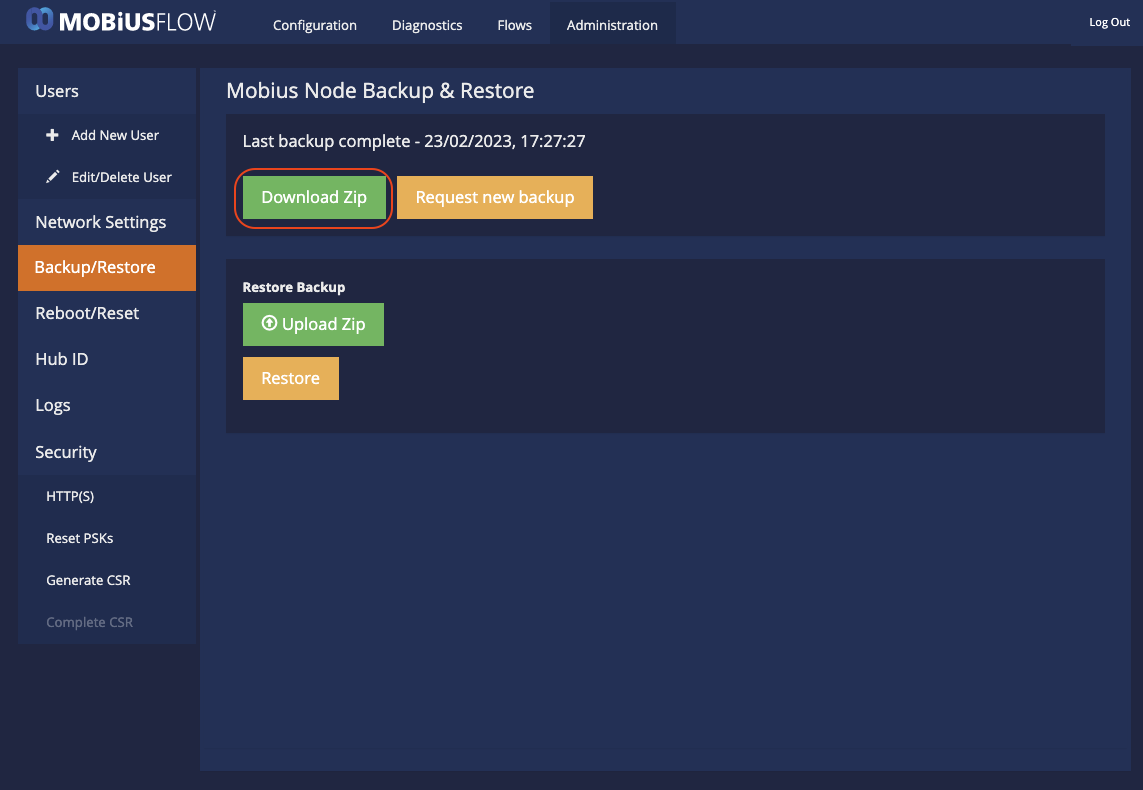 MOBiUSFLOW
Configuration
Diagnostics
Flows
Administration
Log Out
Users
Add New User
Edit/Delete User
Network Settings
Backup/Restore
Reboot/Reset
Hub ID
Logs
Security
HTTP(S)
Reset PSKs
Generate CSR
Complete CSR
Mobius Node Backup & Restore
Last backup complete - 23/02/2023, 17:27:27
Download Zip
Request new backup
Restore Backup
Upload Zip
Restore